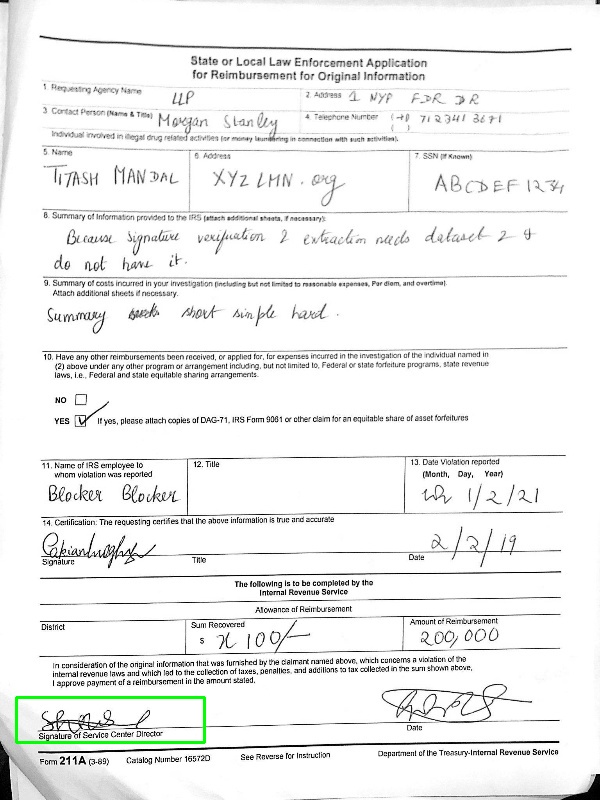 State or Local Law Enforcement Application
for Reimbursement for Original Information
1 Requesting Agency Name
LLP
2. Address 1 NYP FDR DR
3 Contact Person (Name & Title) Morgan Stanley
4. Telephone Number (+1) 712341 3671
( )
Individual involved in illegal drug related activities (or money laundering in connection with such activities).
5. Name
TITASH MANDAL
6 Address
XYZLMN.org
7. SSN (If Known)
ABCDEF 1234
8. Summary of Information provided to the IRS (attach additional sheets, if necessary):
Because signature verification & extraction needs dataset & I
do not have it.
9. Summary of costs incurred in your investigation (including but not limited to reasonable expenses, Per diem, and overtime).
Attach additional sheets if necessary.
Summary short simple hard.
10. Have any other reimbursements been received, or applied for, for expenses incurred in the investigation of the individual named in
(2) above under any other program or arrangement including, but not limited to, Federal or state forfeiture programs, state revenue
laws, i.e., Federal and state equitable sharing arrangements.
NO
YES If yes, please attach copies of DAG-71, IRS Form 9061 or other claim for an equitable share of asset forfeitures
11. Name of IRS employee to
whom violation was reported
Blocker Blocker
12. Title
13. Date Violation reported
(Month, Day, Year)
1/2/21
14. Certification: The requesting certifies that the above information is true and accurate
2/2/19
Signature
Title
Date
The following is to be completed by the
Internal Revenue Service
Allowance of Reimbursement
District
Sum Recovered
$ 100/-
Amount of Reimbursement
200,000
In consideration of the original information that was furnished by the claimant named above, which concerns a violation of the
internal revenue laws and which led to the collection of taxes, penalties, and additions to tax collected in the sum shown above,
I approve payment of a reimbursement in the amount stated.
Signature of Service Center Director
Date
Form 211A (3-89) Catalog Number 16572D See Reverse for Instruction Department of the Treasury-Internal Revenue Service